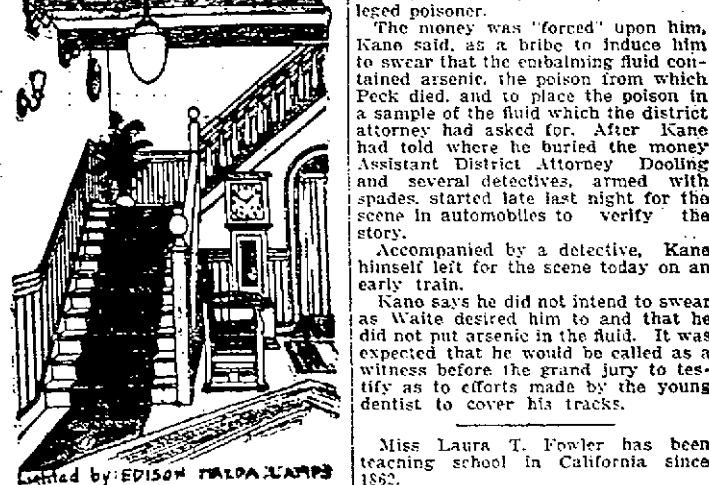 Lighted by: EDISON MAZDA LAMPS
leged poisoner.
The money was "forced" upon him,
Kane said, as a bribe to induce him
to swear that the embalming fluid con-
tained arsenic, the poison from which
Peck died, and to place the poison in
a sample of the fluid which the district
attorney had asked for. After Kane
had told where he buried the money
Assistant District Attorney Dooling
and several detectives, armed with
spades, started late last night for the
scene in automobiles to verify the
story.
Accompanied by a detective, Kane
himself left for the scene today on an
early train.
Kane says he did not intend to swear
as Waite desired him to and that he
did not put arsenic in the fluid. It was
expected that he would be called as a
witness before the grand jury to tes-
tify as to efforts made by the young
dentist to cover his tracks.
Miss Laura T. Fowler has been
teaching school in California since
1862.